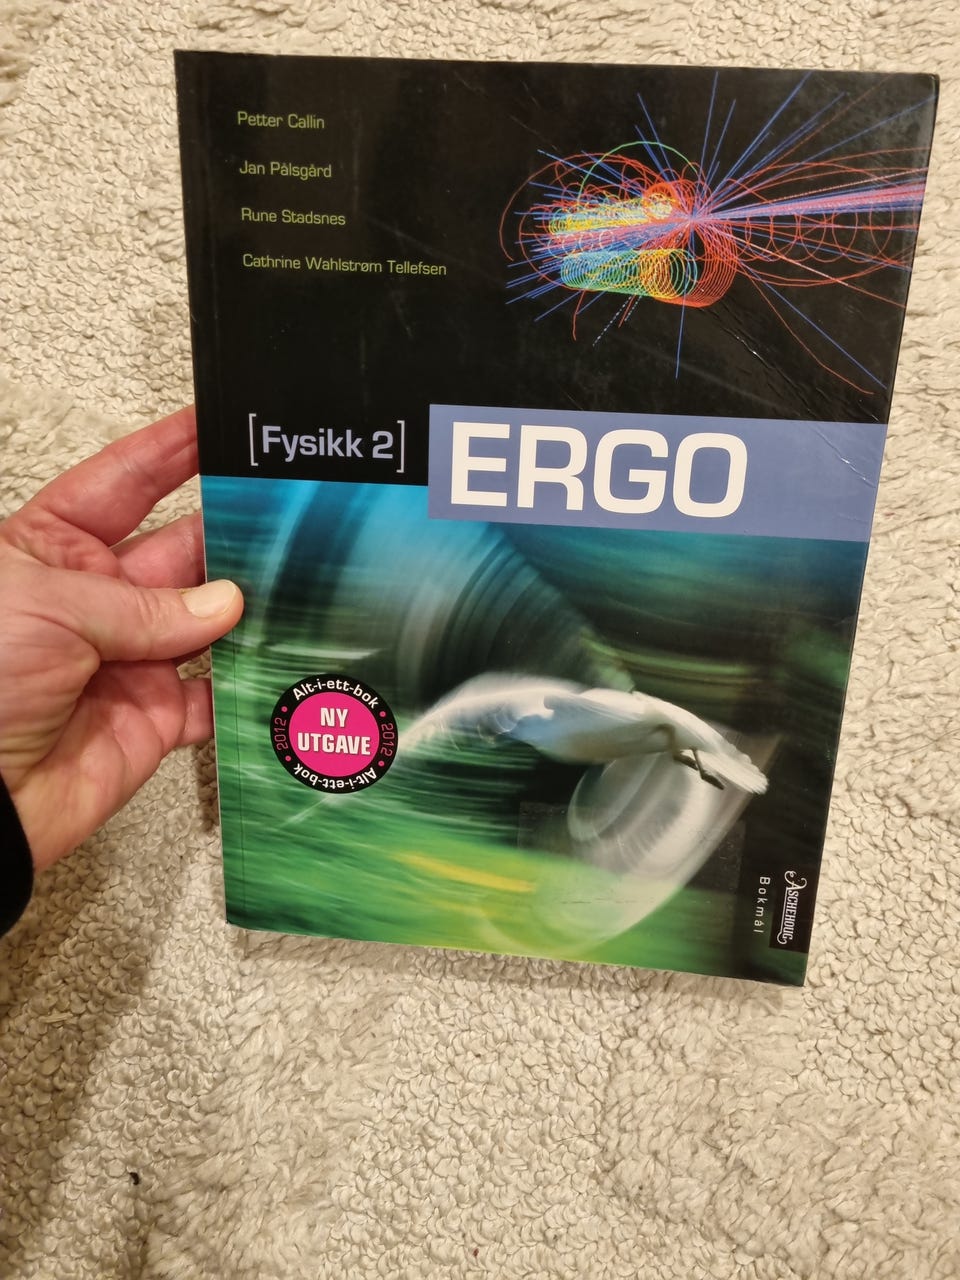 Petter Callin
Jan Pålsgård
Rune Stadsnes
Cathrine Wahlstrøm Tellefsen
[Fysikk 2]
ERGO
Alt-i-ett-bok
2012
NY
UTGAVE
2012
Alt-i-ett-bok
Bokmål
ASCHEHOUG